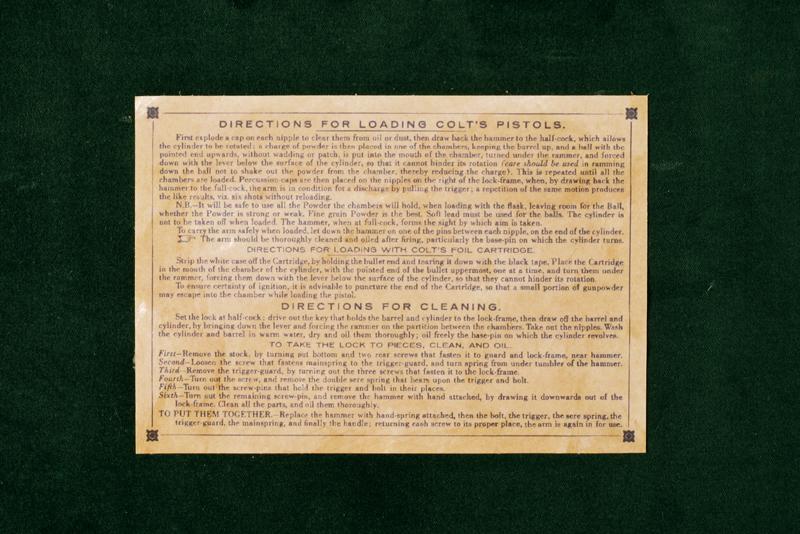 DIRECTIONS FOR LOADING COLT'S PISTOLS.
First explode a cap on each nipple to clear them from oil or dust, then draw back the hammer to the half-cock, which allows
the cylinder to be rotated; a charge of powder is then placed in one of the chambers, keeping the barrel up, and a ball with the
pointed end upwards, without wadding or patch, is put into the mouth of the chamber, turned under the rammer, and forced
down with the lever below the surface of the cylinder, so that it cannot hinder its rotation (care should be used in ramming
down the ball not to shake out the powder from the chamber, thereby reducing the charge). This is repeated until all the
chambers are loaded. Percussion-caps are then placed on the nipples on the right of the lock-frame, when, by drawing back the
hammer to the full-cock, the arm is in condition for a discharge by pulling the trigger; a repetition of the same motion produces
the like results, viz. six shots without reloading.
N.B.—It will be safe to use all the Powder the chambers will hold, when loading with the flask, leaving room for the Ball,
whether the Powder is strong or weak. Fine grain Powder is the best. Soft lead must be used for the balls. The cylinder is
not to be taken off when loaded. The hammer, when at full-cock, forms the sight by which aim is taken.
To carry the arm safely when loaded, let down the hammer on one of the pins between each nipple, on the end of the cylinder.
☞ The arm should be thoroughly cleaned and oiled after firing, particularly the base-pin on which the cylinder turns.
DIRECTIONS FOR LOADING WITH COLT'S FOIL CARTRIDGE.
Strip the white case off the Cartridge, by holding the bullet end and tearing it down with the black tape. Place the Cartridge
in the mouth of the chamber of the cylinder, with the pointed end of the bullet uppermost, one at a time, and turn them under
the rammer, forcing them down with the lever below the surface of the cylinder, so that they cannot hinder its rotation.
To ensure certainty of ignition, it is advisable to puncture the end of the Cartridge, so that a small portion of gunpowder
may escape into the chamber while loading the pistol.
DIRECTIONS FOR CLEANING.
Set the lock at half-cock; drive out the key that holds the barrel and cylinder to the lock-frame, then draw off the barrel and
cylinder, by bringing down the lever and forcing the rammer on the partition between the chambers. Take out the nipples. Wash
the cylinder and barrel in warm water, dry and oil them thoroughly; oil freely the base-pin on which the cylinder revolves.
TO TAKE THE LOCK TO PIECES, CLEAN, AND OIL.
First—Remove the stock, by turning out bottom and two rear screws that fasten it to guard and lock-frame, near hammer.
Second—Loosen the screw that fastens mainspring to the trigger-guard, and turn spring from under tumbler of the hammer.
Third—Remove the trigger-guard, by turning out the three screws that fasten it to the lock-frame.
Fourth—Turn out the screw, and remove the double sere spring that bears upon the trigger and bolt.
Fifth—Turn out the screw-pins that hold the trigger and bolt in their places.
Sixth—Turn out the remaining screw-pin, and remove the hammer with hand attached, by drawing it downwards out of the
lock-frame. Clean all the parts, and oil them thoroughly.
TO PUT THEM TOGETHER.—Replace the hammer with hand-spring attached, then the bolt, the trigger, the sere spring, the
trigger-guard, the mainspring, and finally the handle; returning each screw to its proper place, the arm is again in for use.